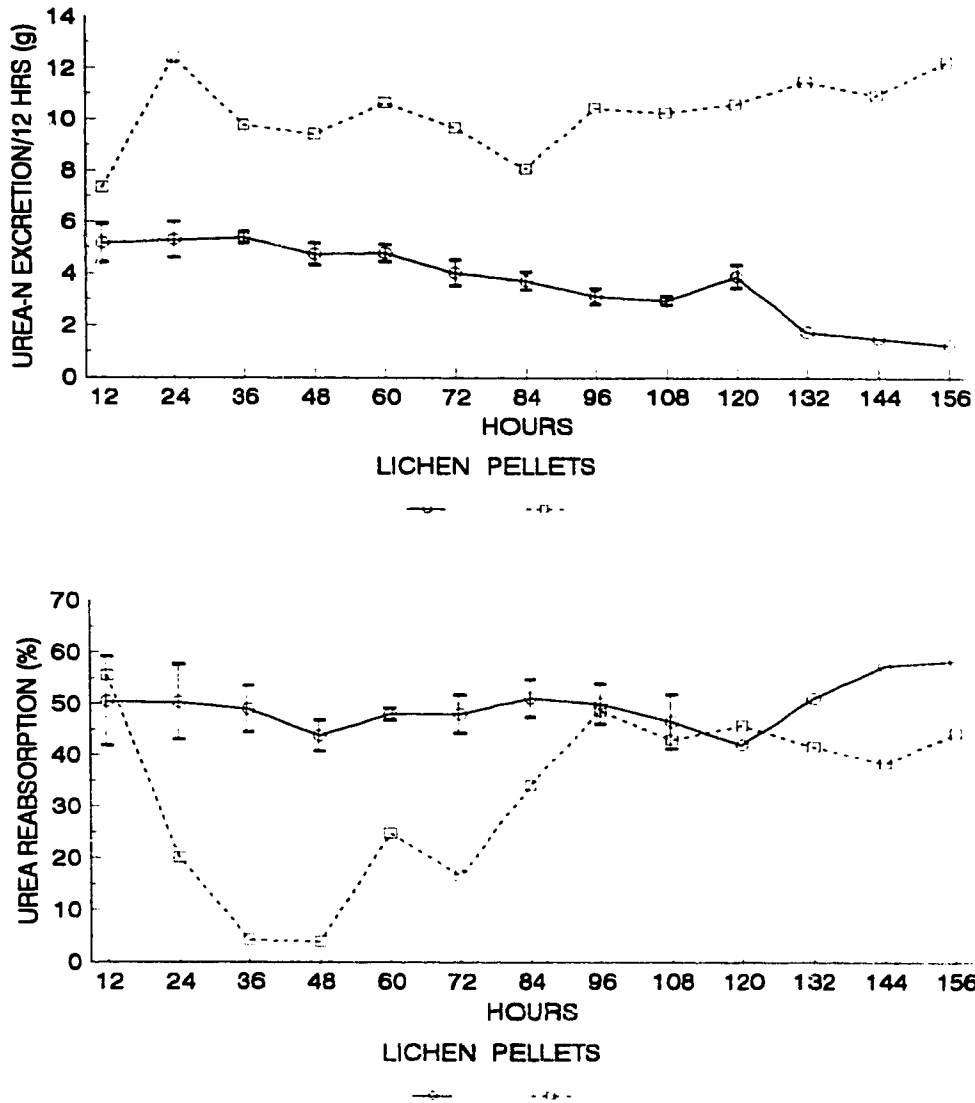 UREA-N EXCRETION/12 HRS (g)
14
12
10
8
6
4
2
0
12 24 36 48 60 72 84 96 108 120 132 144 156
HOURS
LICHEN PELLETS
UREA REABSORPTION (%)
70
60
50
40
30
20
10
0
12 24 36 48 60 72 84 96 108 120 132 144 156
HOURS
LICHEN PELLETS